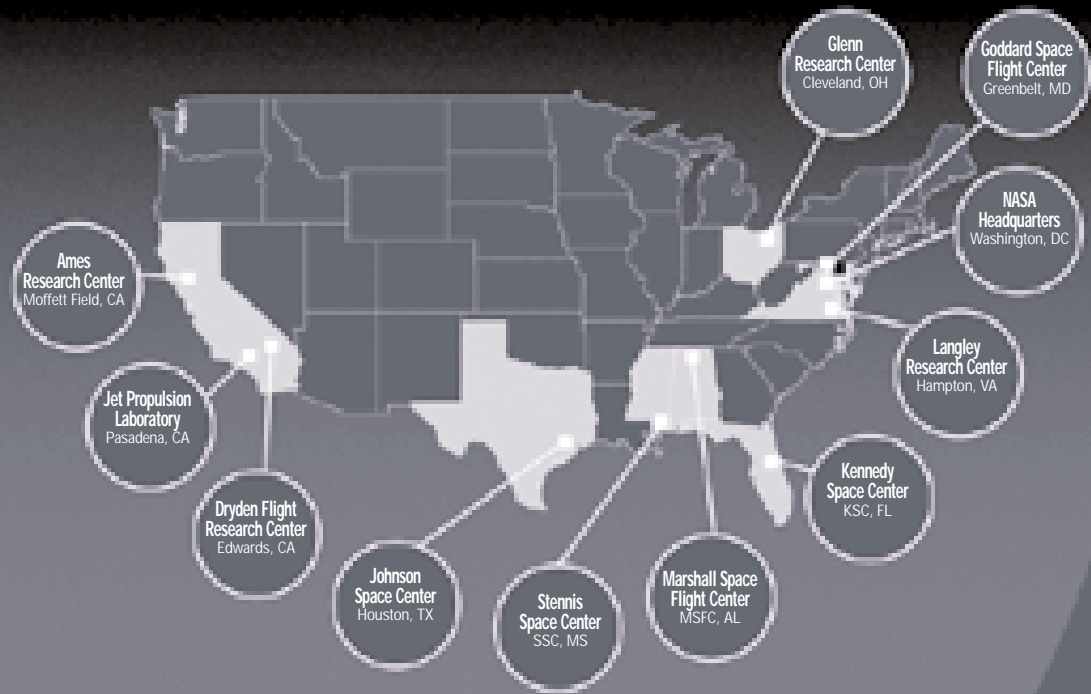 Glenn
Research Center
Cleveland, OH
Goddard Space
Flight Center
Greenbelt, MD
NASA
Headquarters
Washington, DC
Ames
Research Center
Moffett Field, CA
Langley
Research Center
Hampton, VA
Jet Propulsion
Laboratory
Pasadena, CA
Kennedy
Space Center
KSC, FL
Dryden Flight
Research Center
Edwards, CA
Johnson
Space Center
Houston, TX
Stennis
Space Center
SSC, MS
Marshall Space
Flight Center
MSFC, AL